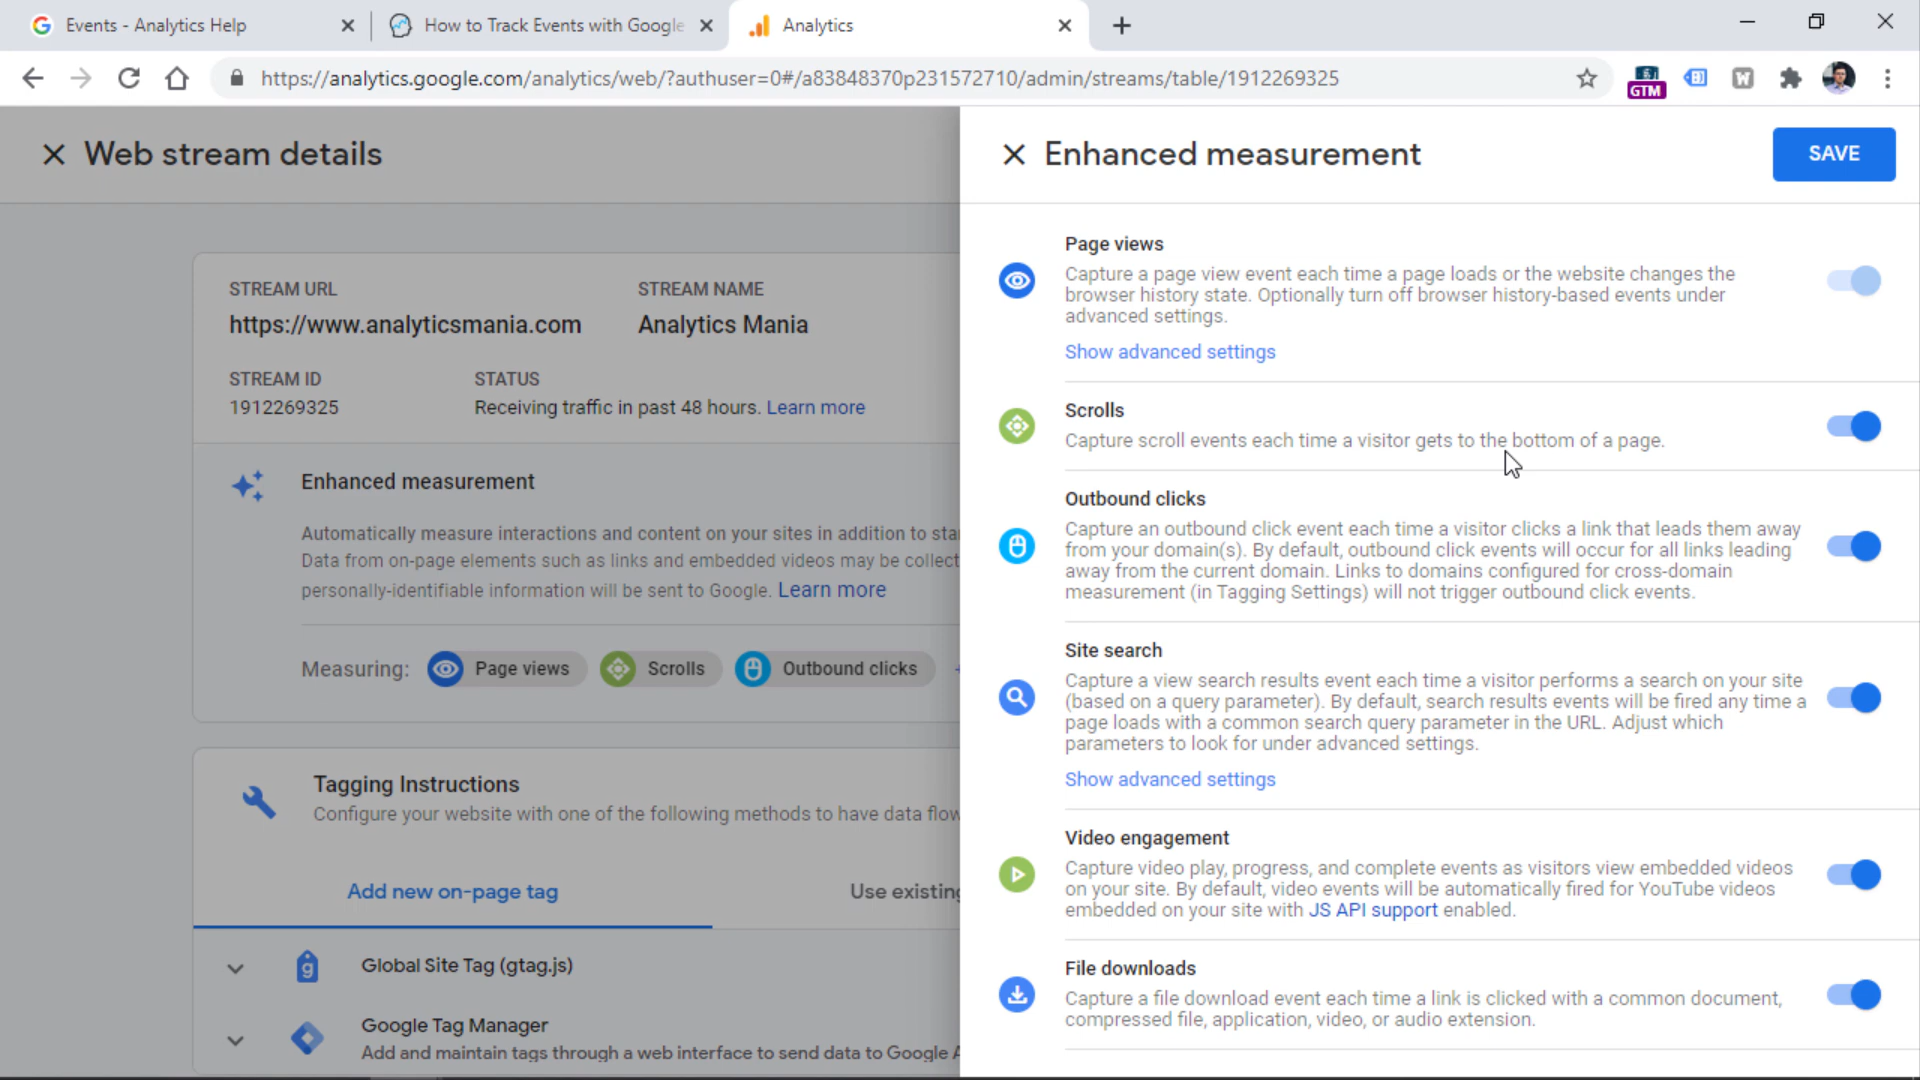 Events - Analytics Help
How to Track Events with Google
Analytics
https://analytics.google.com/analytics/web/?authuser=0#/a83848370p231572710/admin/streams/table/1912269325
GTM
Web stream details
STREAM URL
https://www.analyticsmania.com
STREAM NAME
Analytics Mania
STREAM ID
1912269325
STATUS
Receiving traffic in past 48 hours. Learn more
Enhanced measurement
Automatically measure interactions and content on your sites in addition to sta
Data from on-page elements such as links and embedded videos may be collect
personally-identifiable information will be sent to Google. Learn more
Measuring:
Page views
Scrolls
Outbound clicks
+
Tagging Instructions
Configure your website with one of the following methods to have data flow
Add new on-page tag
Use existing
g
Global Site Tag (gtag.js)
Google Tag Manager
Add and maintain tags through a web interface to send data to Google A
Enhanced measurement
SAVE
Page views
Capture a page view event each time a page loads or the website changes the
browser history state. Optionally turn off browser history-based events under
advanced settings.
Show advanced settings
Scrolls
Capture scroll events each time a visitor gets to the bottom of a page.
Outbound clicks
Capture an outbound click event each time a visitor clicks a link that leads them away
from your domain(s). By default, outbound click events will occur for all links leading
away from the current domain. Links to domains configured for cross-domain
measurement (in Tagging Settings) will not trigger outbound click events.
Site search
Capture a view search results event each time a visitor performs a search on your site
(based on a query parameter). By default, search results events will be fired any time a
page loads with a common search query parameter in the URL. Adjust which
parameters to look for under advanced settings.
Show advanced settings
Video engagement
Capture video play, progress, and complete events as visitors view embedded videos
on your site. By default, video events will be automatically fired for YouTube videos
embedded on your site with JS API support enabled.
File downloads
Capture a file download event each time a link is clicked with a common document,
compressed file, application, video, or audio extension.